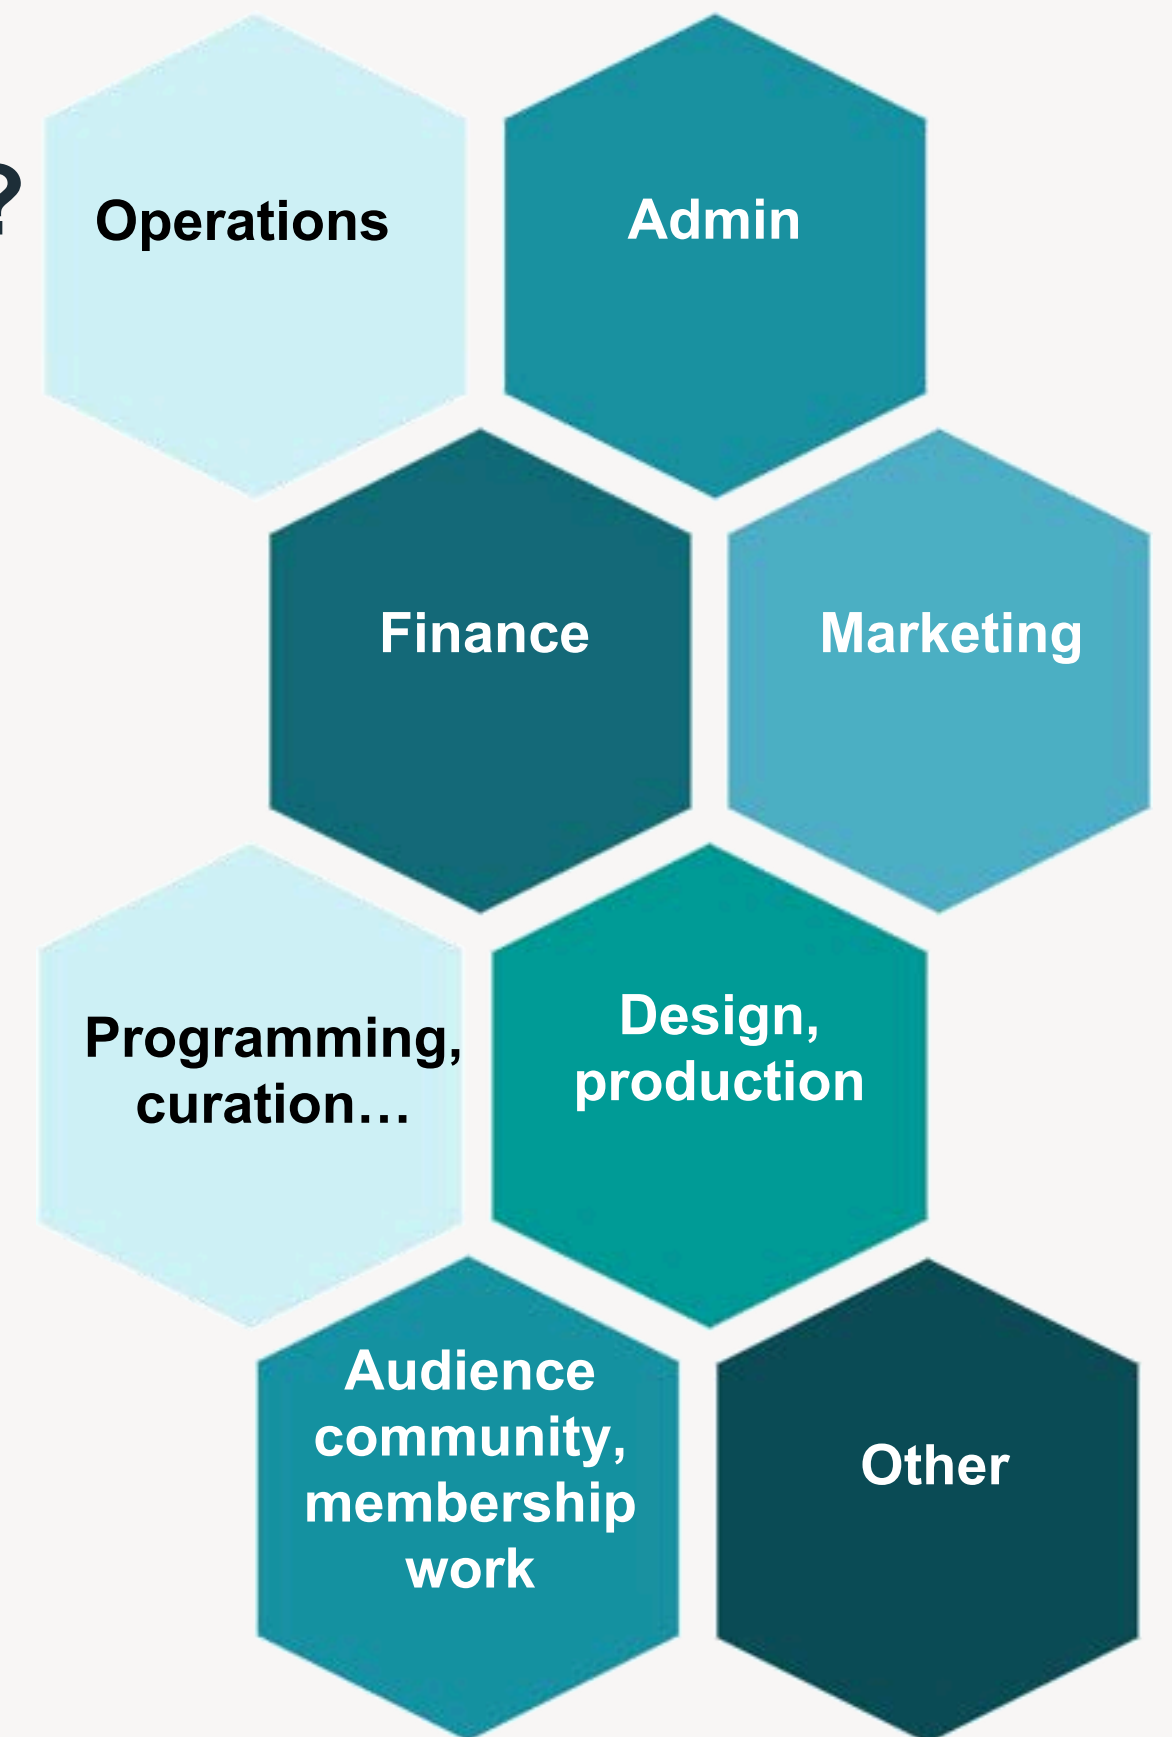 ?
Operations
Admin
Finance
Marketing
Programming,
curation…
Design,
production
Audience
community,
membership
work
Other